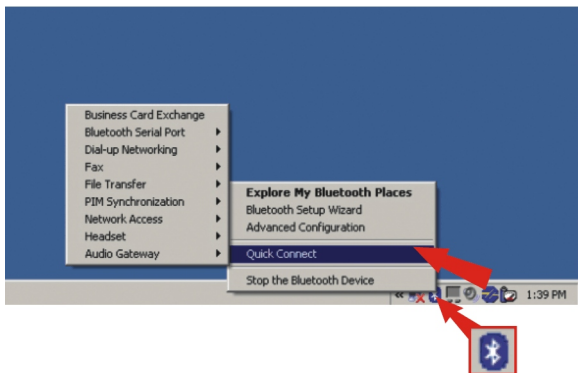 Business Card Exchange
Bluetooth Serial Port
Dial-up Networking
Fax
File Transfer
PIM Synchronization
Network Access
Headset
Audio Gateway
Explore My Bluetooth Places
Bluetooth Setup Wizard
Advanced Configuration
Quick Connect
Stop the Bluetooth Device
1:39 PM